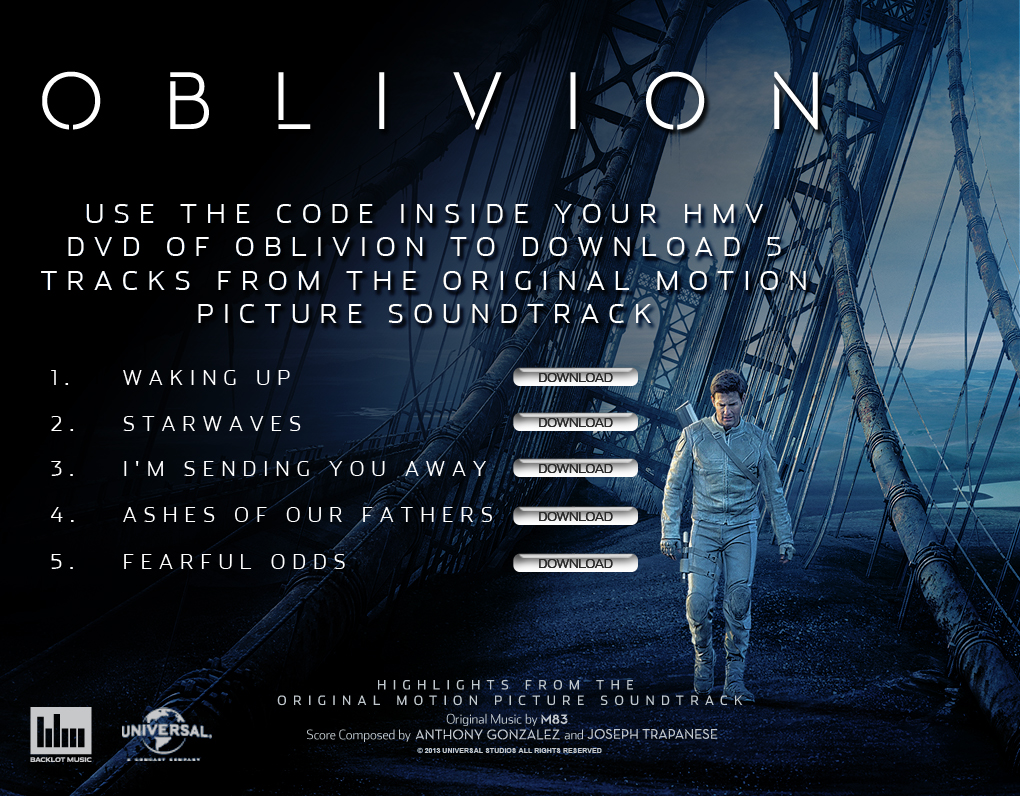 OBLIVION
USE THE CODE INSIDE YOUR HMV
DVD OF OBLIVION TO DOWNLOAD 5
TRACKS FROM THE ORIGINAL MOTION
PICTURE SOUNDTRACK
1. WAKING UP DOWNLOAD
2. STARWAVES DOWNLOAD
3. I'M SENDING YOU AWAY DOWNLOAD
4. ASHES OF OUR FATHERS DOWNLOAD
5. FEARFUL ODDS DOWNLOAD
HIGHLIGHTS FROM THE
ORIGINAL MOTION PICTURE SOUNDTRACK
Original Music by M83
Score Composed by ANTHONY GONZALEZ and JOSEPH TRAPANESE
© 2013 UNIVERSAL STUDIOS ALL RIGHTS RESERVED
BACKLOT MUSIC
UNIVERSAL
A COMCAST COMPANY